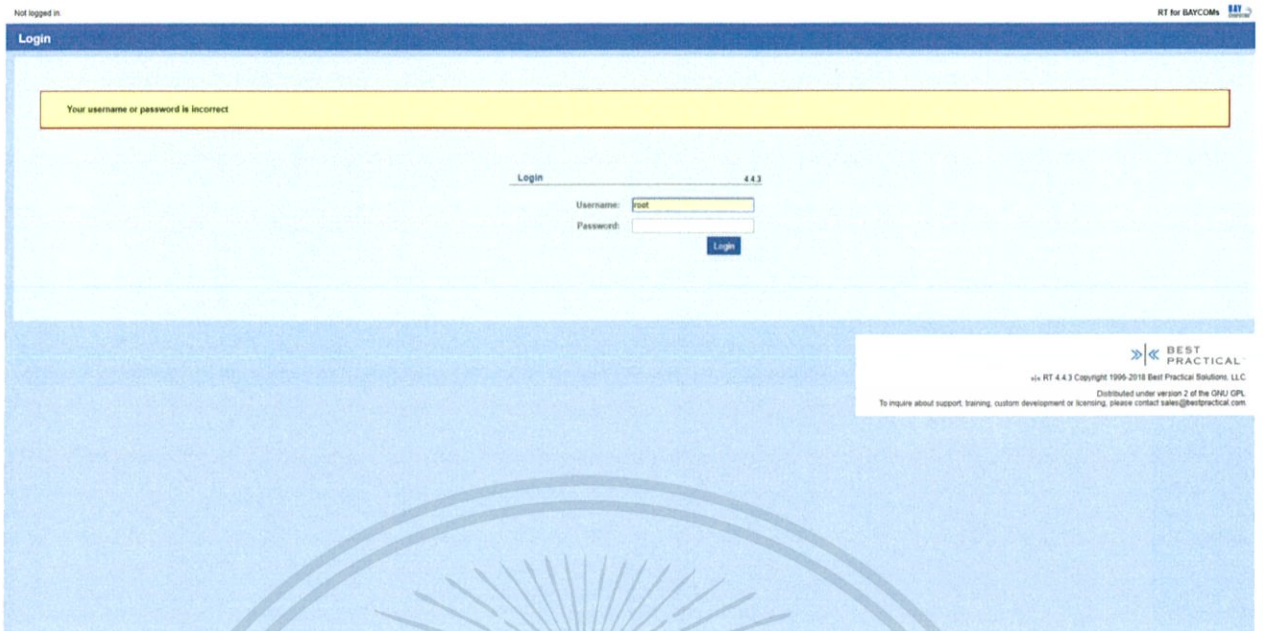 Not logged in.
RT for BAYCOMs
BAY
Login
Your username or password is incorrect
Login 4.4.3
Username: root
Password:
Login
BEST
PRACTICAL
»|« RT 4.4.3 Copyright 1996-2018 Best Practical Solutions, LLC
Distributed under version 2 of the GNU GPL.
To inquire about support, training, custom development or licensing, please contact sales@bestpractical.com